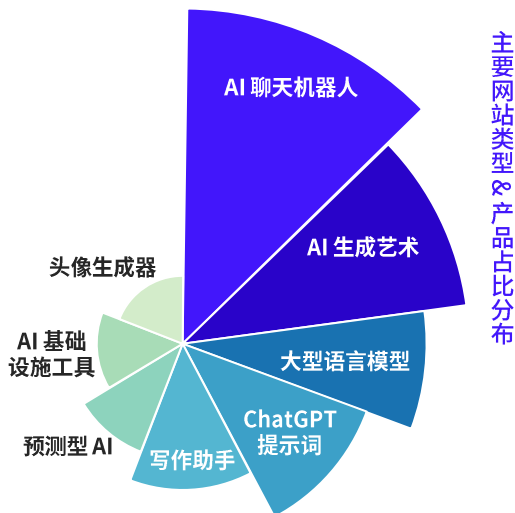 主要网站类型&产品占比分布
AI 聊天机器人
AI 生成艺术
大型语言模型
ChatGPT
提示词
写作助手
预测型 AI
AI 基础
设施工具
头像生成器